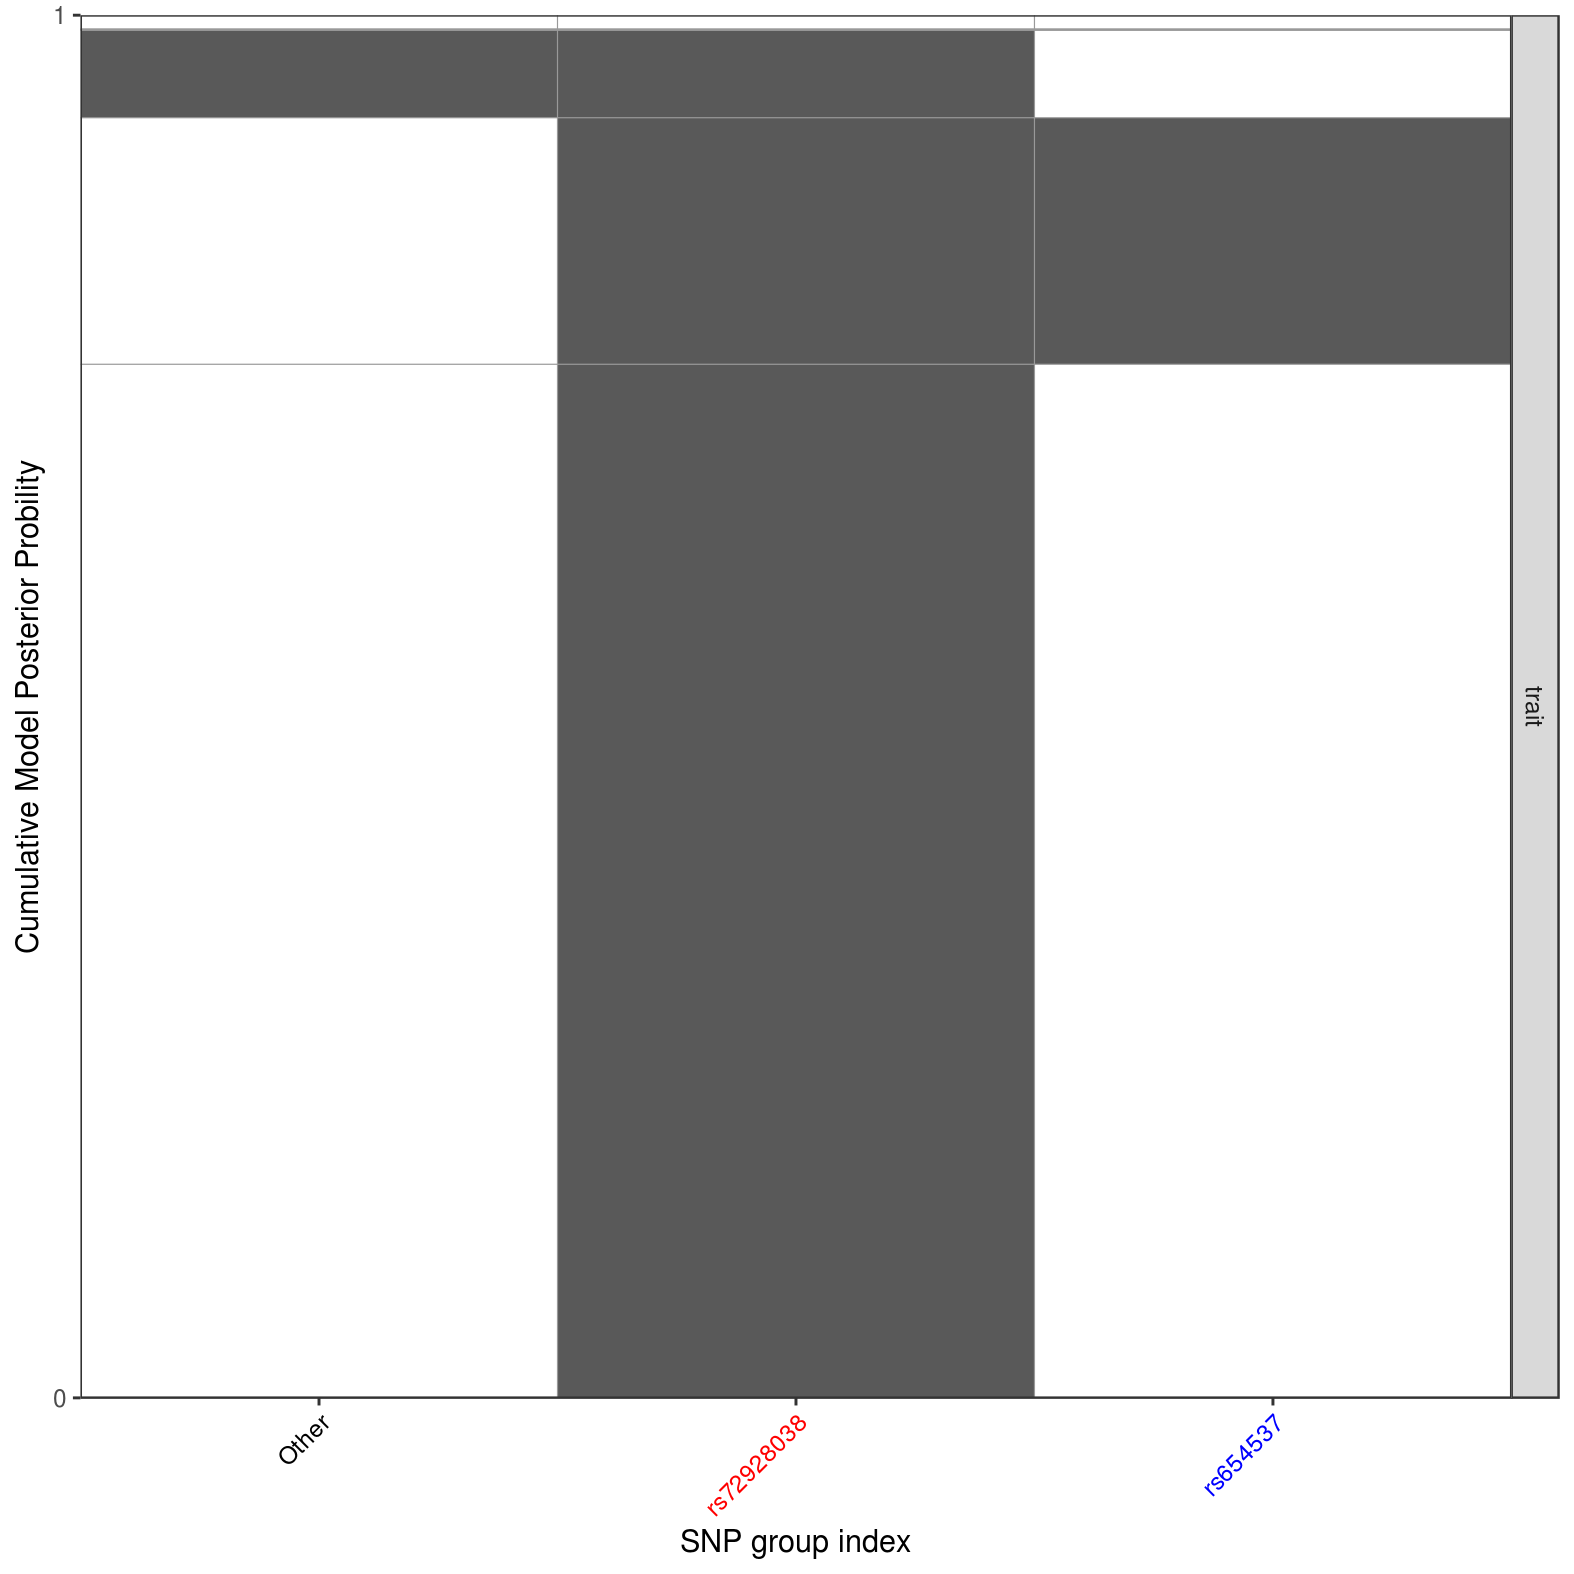 1
Cumulative Model Posterior Probility
trait
0
Other
rs72928038
rs654537
SNP group index